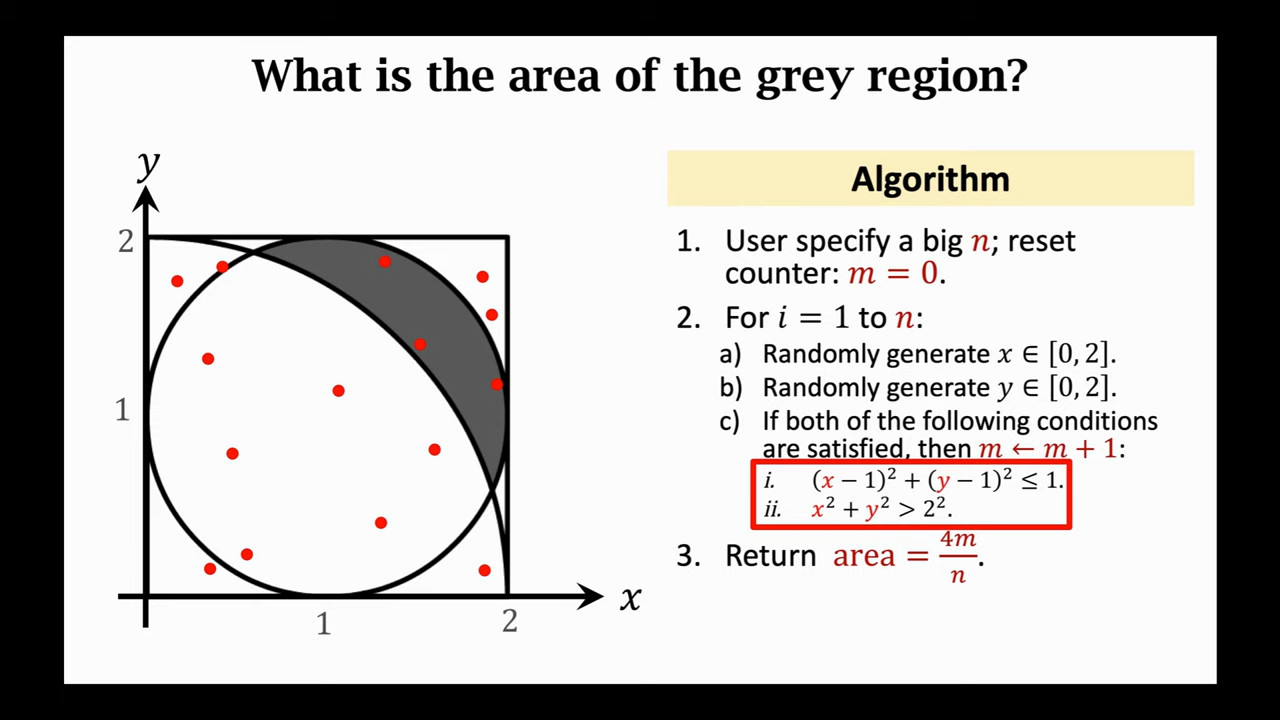 What is the area of the grey region?
y
2
1
1
2
x
Algorithm
1. User specify a big n; reset
counter: m = 0.
2. For i = 1 to n:
a) Randomly generate x ∈ [0, 2].
b) Randomly generate y ∈ [0, 2].
c) If both of the following conditions
are satisfied, then m ← m + 1:
i. (x − 1)² + (y − 1)² ≤ 1.
ii. x² + y² > 2².
3. Return area = 4m/n.